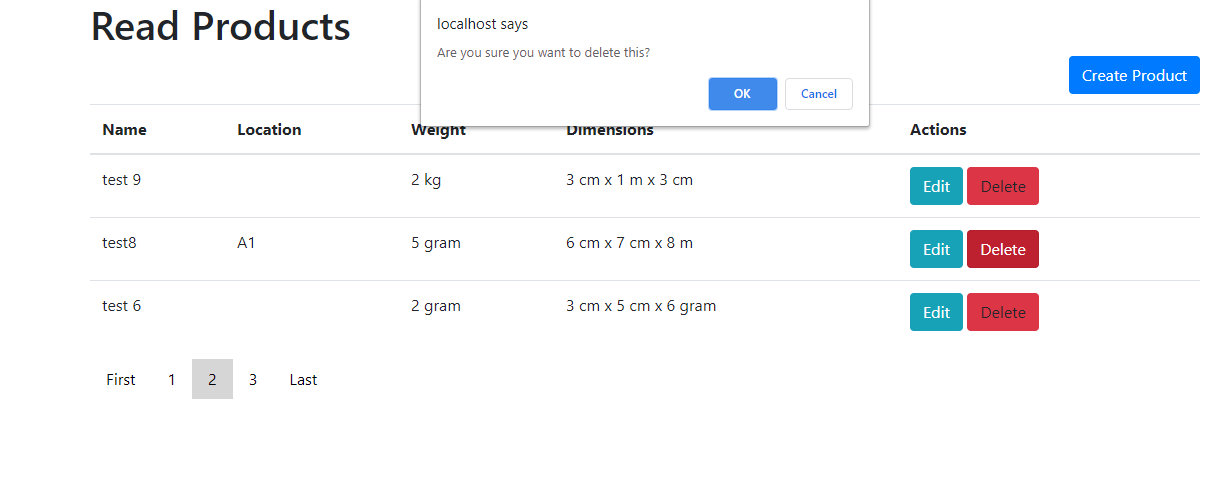 Read Products
localhost says
Are you sure you want to delete this?
OK Cancel
Create Product
Name Location Weight Dimensions Actions
test 9 2 kg 3 cm x 1 m x 3 cm Edit Delete
test8 A1 5 gram 6 cm x 7 cm x 8 m Edit Delete
test 6 2 gram 3 cm x 5 cm x 6 gram Edit Delete
First 1 2 3 Last